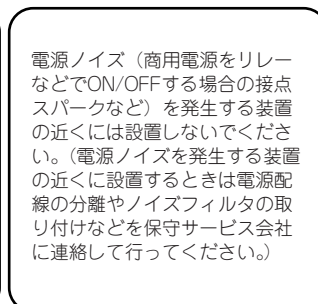 電源ノイズ（商用電源をリレー
などでON/OFFする場合の接点
スパークなど）を発生する装置
の近くには設置しないでくださ
い。（電源ノイズを発生する装置
の近くに設置するときは電源配
線の分離やノイズフィルタの取
り付けなどを保守サービス会社
に連絡して行ってください。）